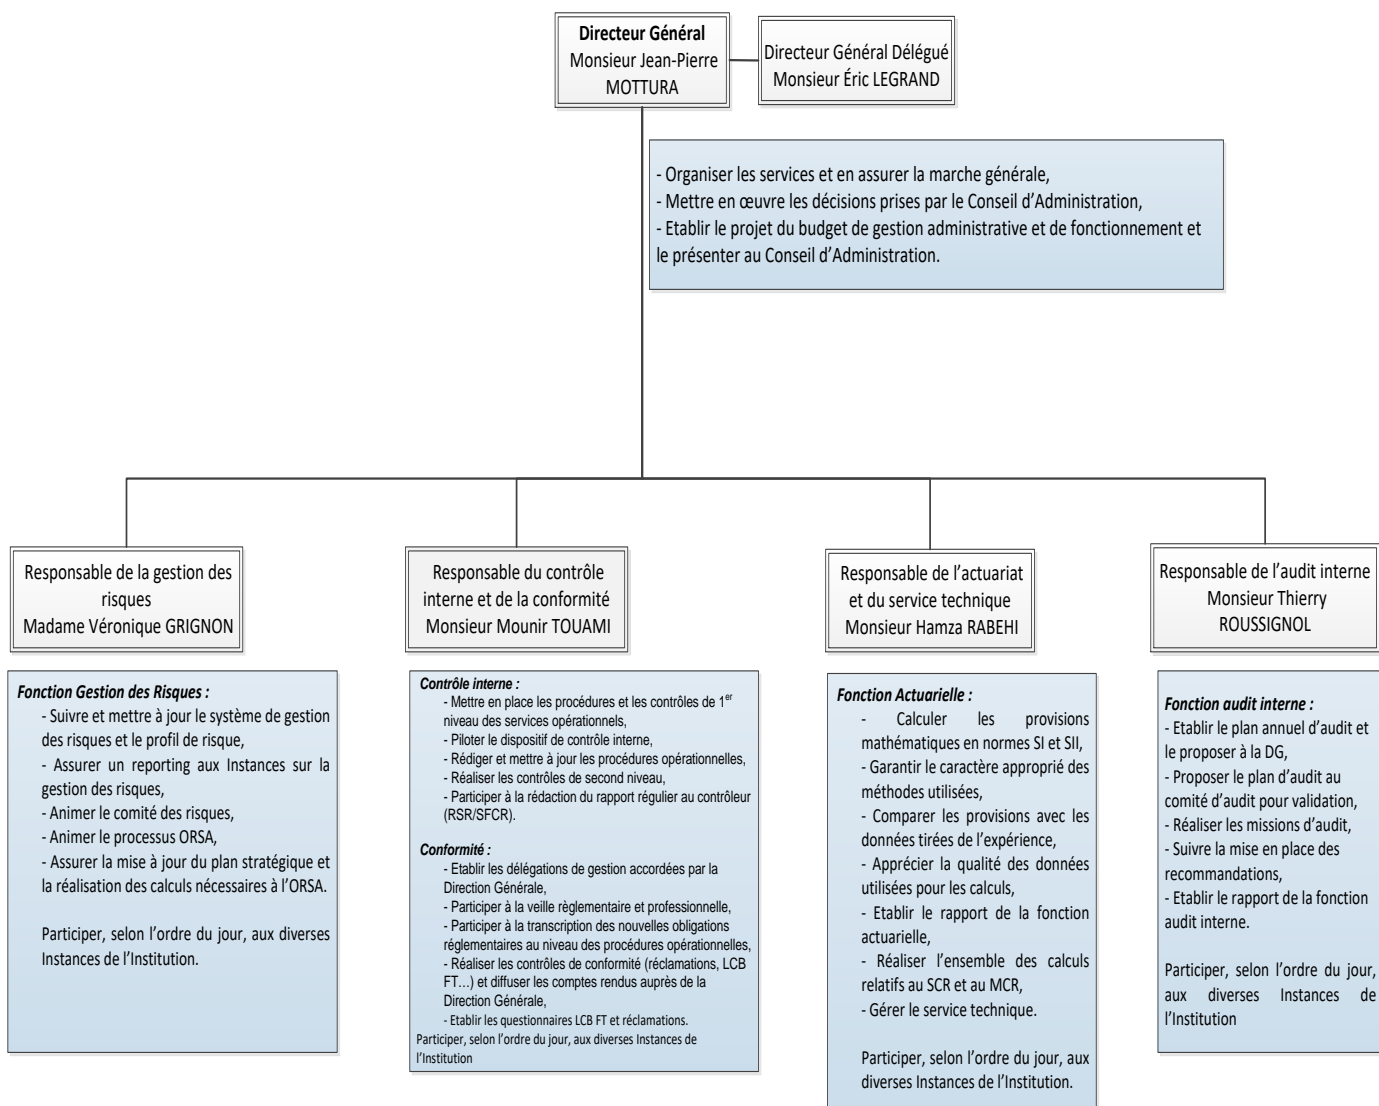 Directeur Général
Monsieur Jean-Pierre
MOTTURA
Directeur Général Délégué
Monsieur Éric LEGRAND
- Organiser les services et en assurer la marche générale,
- Mettre en œuvre les décisions prises par le Conseil d’Administration,
- Etablir le projet du budget de gestion administrative et de fonctionnement et
le présenter au Conseil d’Administration.
Responsable de la gestion des
risques
Madame Véronique GRIGNON
Responsable du contrôle
interne et de la conformité
Monsieur Mounir TOUAMI
Responsable de l’actuariat
et du service technique
Monsieur Hamza RABEHI
Responsable de l’audit interne
Monsieur Thierry
ROUSSIGNOL
Fonction Gestion des Risques :
- Suivre et mettre à jour le système de gestion
des risques et le profil de risque,
- Assurer un reporting aux Instances sur la
gestion des risques,
- Animer le comité des risques,
- Animer le processus ORSA,
- Assurer la mise à jour du plan stratégique et
la réalisation des calculs nécessaires à l’ORSA.
Participer, selon l’ordre du jour, aux diverses
Instances de l’Institution.
Contrôle interne :
- Mettre en place les procédures et les contrôles de 1er
niveau des services opérationnels,
- Piloter le dispositif de contrôle interne,
- Rédiger et mettre à jour les procédures opérationnelles,
- Réaliser les contrôles de second niveau,
- Participer à la rédaction du rapport régulier au contrôleur
(RSR/SFCR).
Conformité :
- Etablir les délégations de gestion accordées par la
Direction Générale,
- Participer à la veille règlementaire et professionnelle,
- Participer à la transcription des nouvelles obligations
réglementaires au niveau des procédures opérationnelles,
- Réaliser les contrôles de conformité (réclamations, LCB
FT…) et diffuser les comptes rendus auprès de la
Direction Générale,
- Etablir les questionnaires LCB FT et réclamations.
Participer, selon l’ordre du jour, aux diverses Instances de
l’Institution
Fonction Actuarielle :
- Calculer les provisions
mathématiques en normes SI et SII,
- Garantir le caractère approprié des
méthodes utilisées,
- Comparer les provisions avec les
données tirées de l’expérience,
- Apprécier la qualité des données
utilisées pour les calculs,
- Etablir le rapport de la fonction
actuarielle,
- Réaliser l’ensemble des calculs
relatifs au SCR et au MCR,
- Gérer le service technique.
Participer, selon l’ordre du jour, aux
diverses Instances de l’Institution.
Fonction audit interne :
- Etablir le plan annuel d’audit et
le proposer à la DG,
- Proposer le plan d’audit au
comité d’audit pour validation,
- Réaliser les missions d’audit,
- Suivre la mise en place des
recommandations,
- Etablir le rapport de la fonction
audit interne.
Participer, selon l’ordre du jour,
aux diverses Instances de
l’Institution